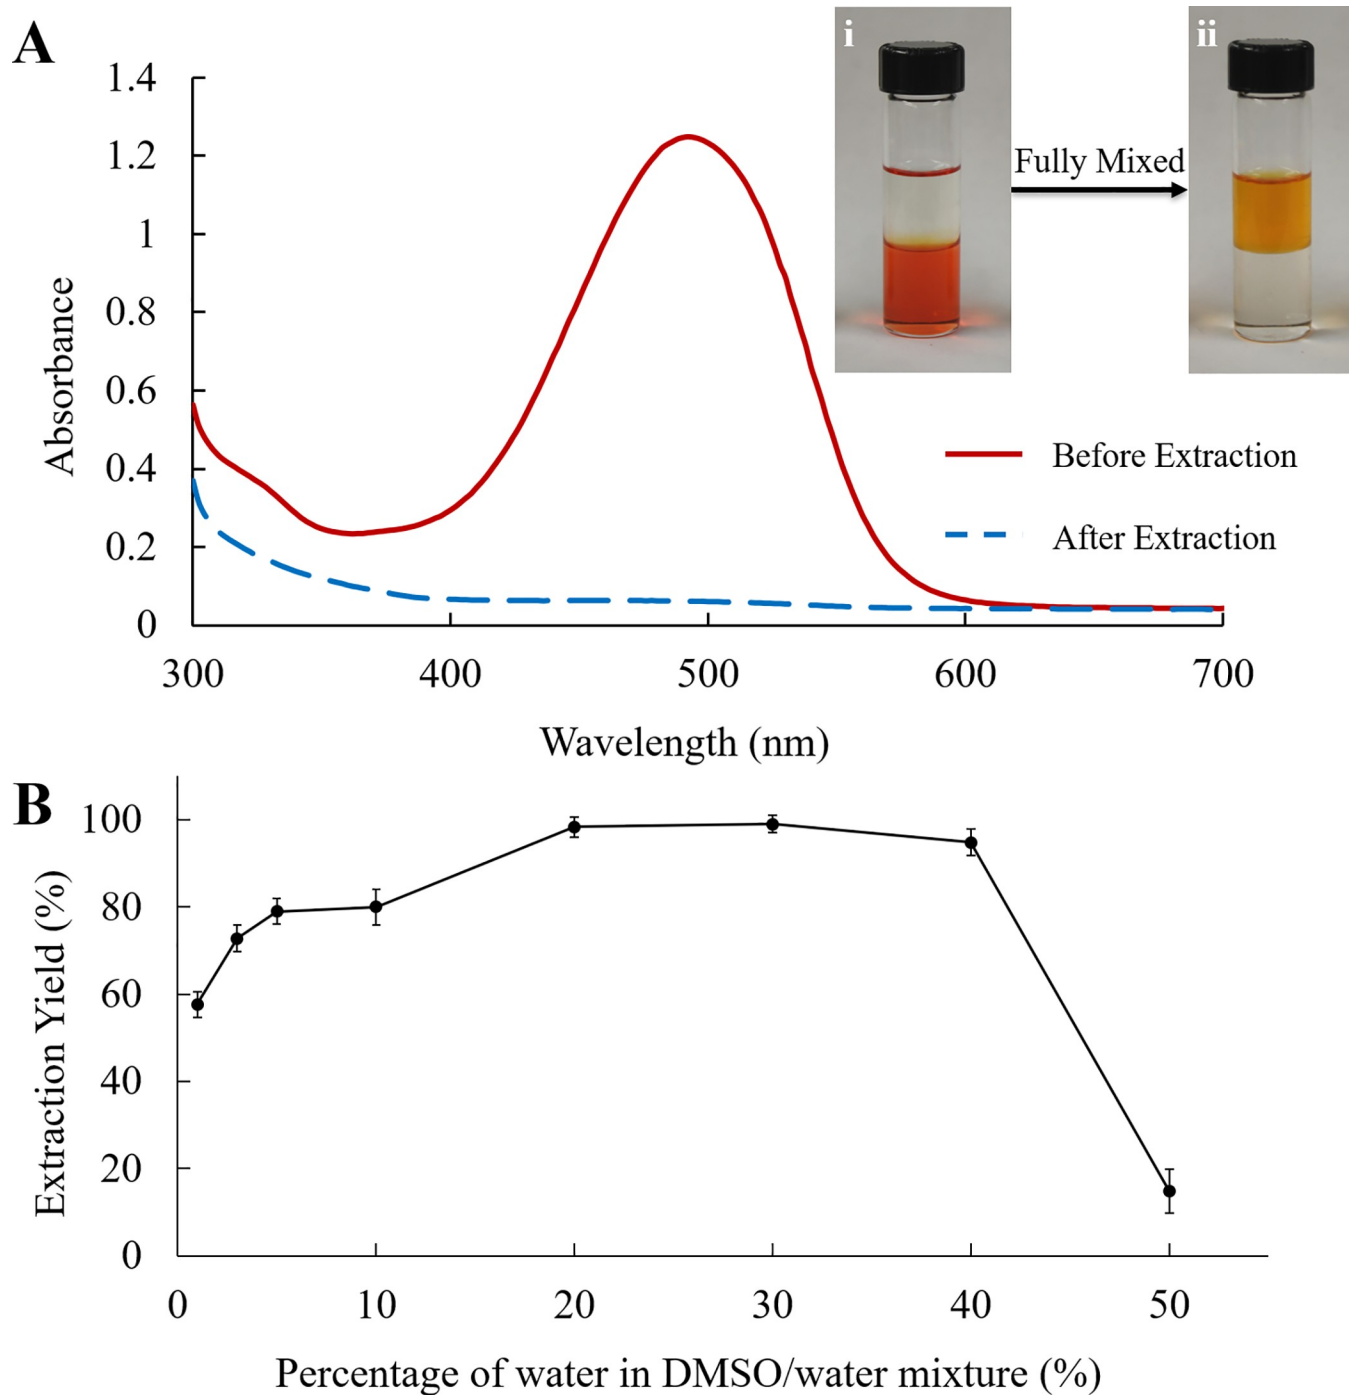 A
i
ii
Fully Mixed
1.4
1.2
1
0.8
0.6
0.4
0.2
0
Absorbance
Before Extraction
After Extraction
300 400 500 600 700
Wavelength (nm)
B
100
80
60
40
20
0
Extraction Yield (%)
0 10 20 30 40 50
Percentage of water in DMSO/water mixture (%)